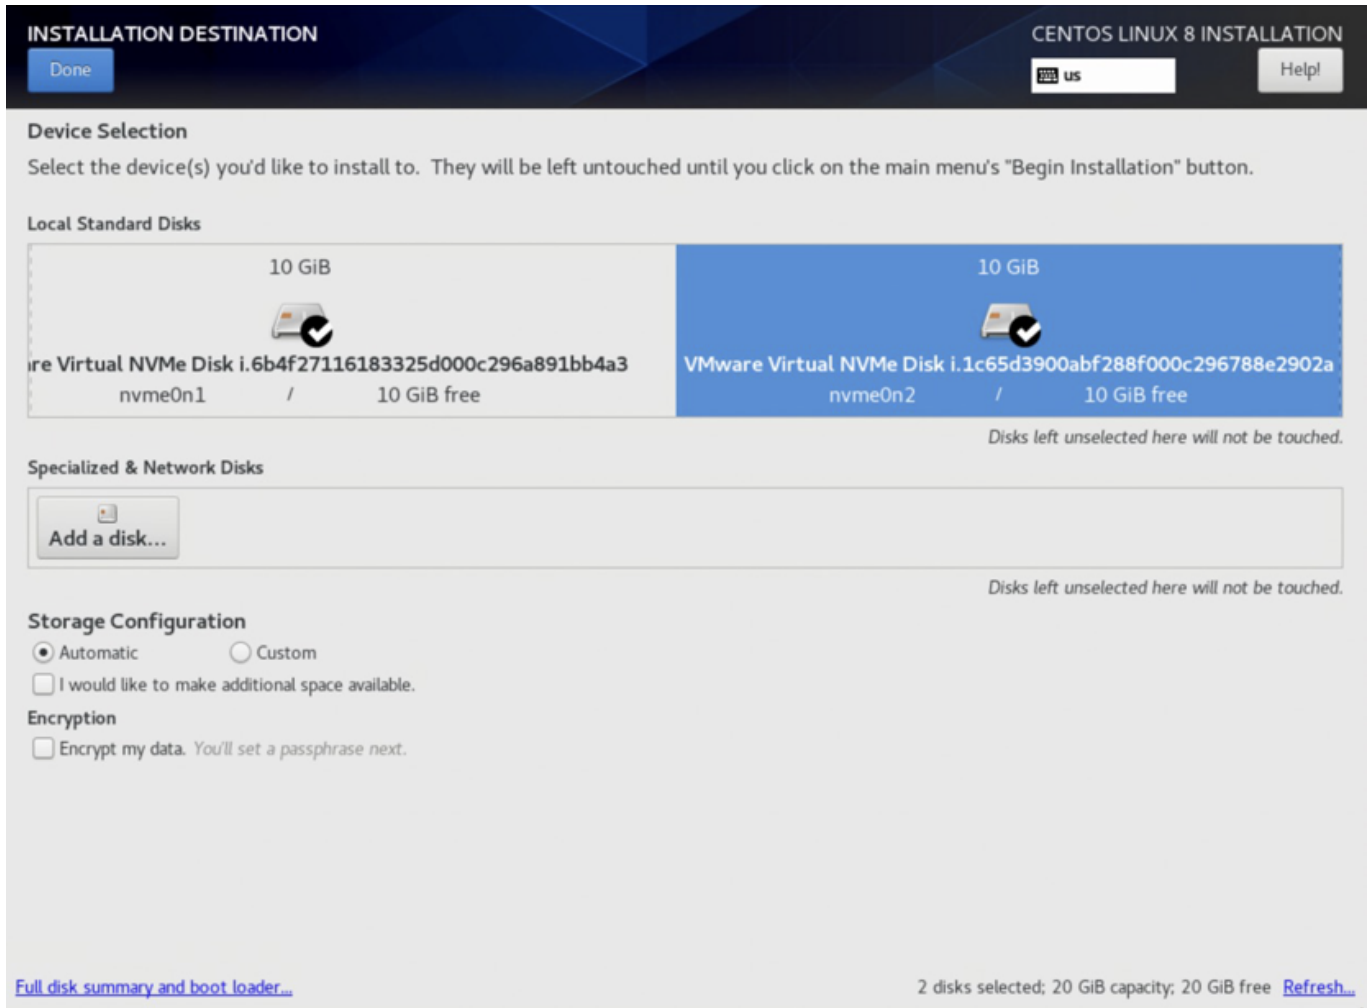 INSTALLATION DESTINATION
CENTOS LINUX 8 INSTALLATION
Done
us
Help!
Device Selection
Select the device(s) you'd like to install to. They will be left untouched until you click on the main menu's "Begin Installation" button.
Local Standard Disks
10 GiB
10 GiB
re Virtual NVMe Disk i.6b4f27116183325d000c296a891bb4a3
VMware Virtual NVMe Disk i.1c65d3900abf288f000c296788e2902a
nvme0n1 / 10 GiB free
nvme0n2 / 10 GiB free
Disks left unselected here will not be touched.
Specialized & Network Disks
Add a disk...
Disks left unselected here will not be touched.
Storage Configuration
Automatic
Custom
I would like to make additional space available.
Encryption
Encrypt my data. You'll set a passphrase next.
Full disk summary and boot loader...
2 disks selected; 20 GiB capacity; 20 GiB free Refresh...